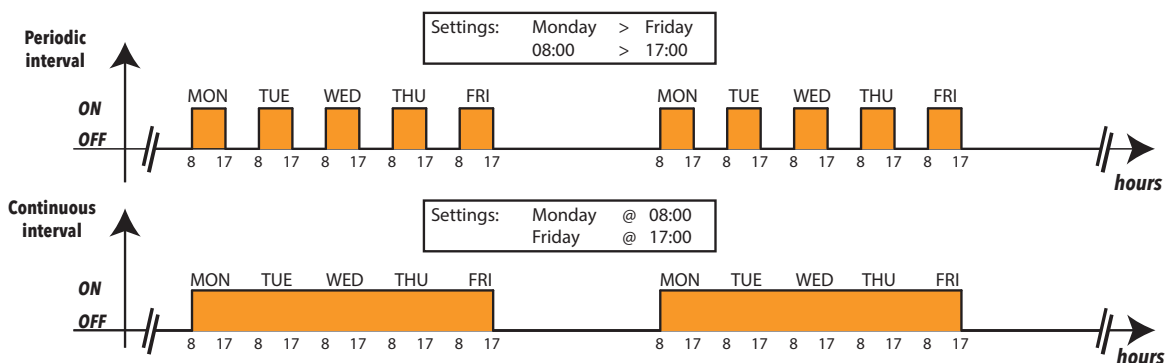 Settings: Monday > Friday
08:00 > 17:00
Periodic
interval
ON
OFF
MON TUE WED THU FRI MON TUE WED THU FRI
8 17 8 17 8 17 8 17 8 17 8 17 8 17 8 17 8 17 8 17
hours
Settings: Monday @ 08:00
Friday @ 17:00
Continuous
interval
ON
OFF
MON TUE WED THU FRI MON TUE WED THU FRI
8 17 8 17 8 17 8 17 8 17 8 17 8 17 8 17 8 17 8 17
hours